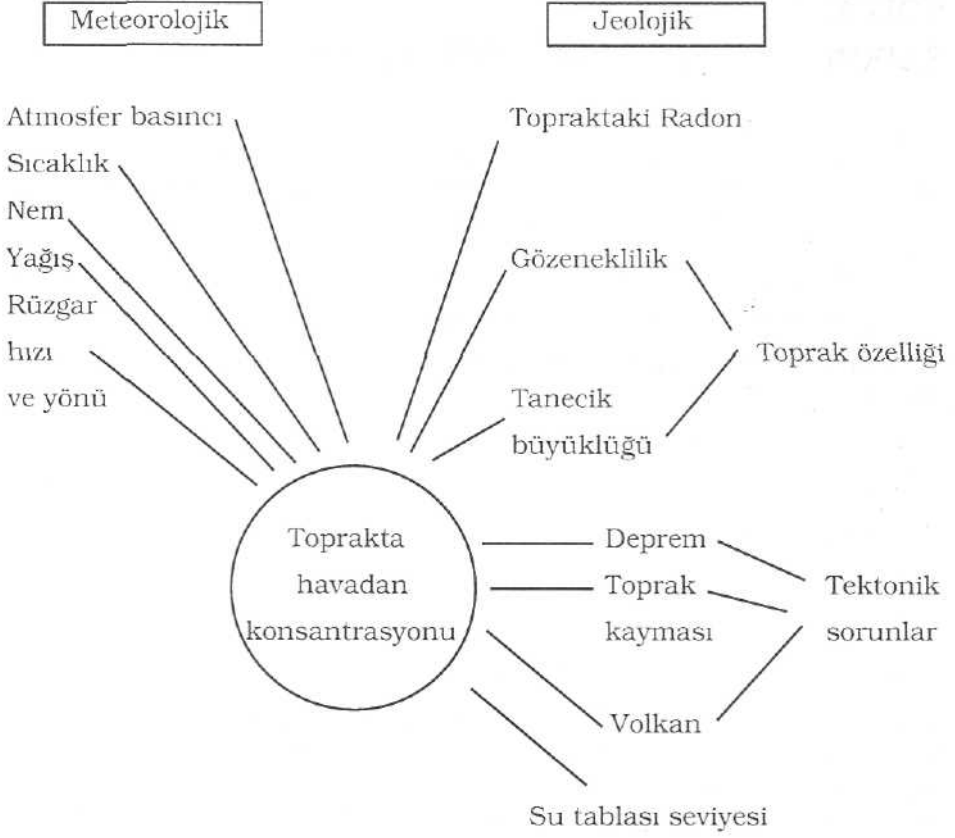 Meteorolojik
Jeolojik
Atmosfer basıncı
Sıcaklık
Nem
Yağış
Rüzgar
hızı
ve yönü
Topraktaki Radon
Gözeneklilik
Tanecik
büyüklüğü
Toprak özelliği
Toprakta
havadan
konsantrasyonu
Deprem
Toprak
kayması
Volkan
Tektonik
sorunlar
Su tablası seviyesi